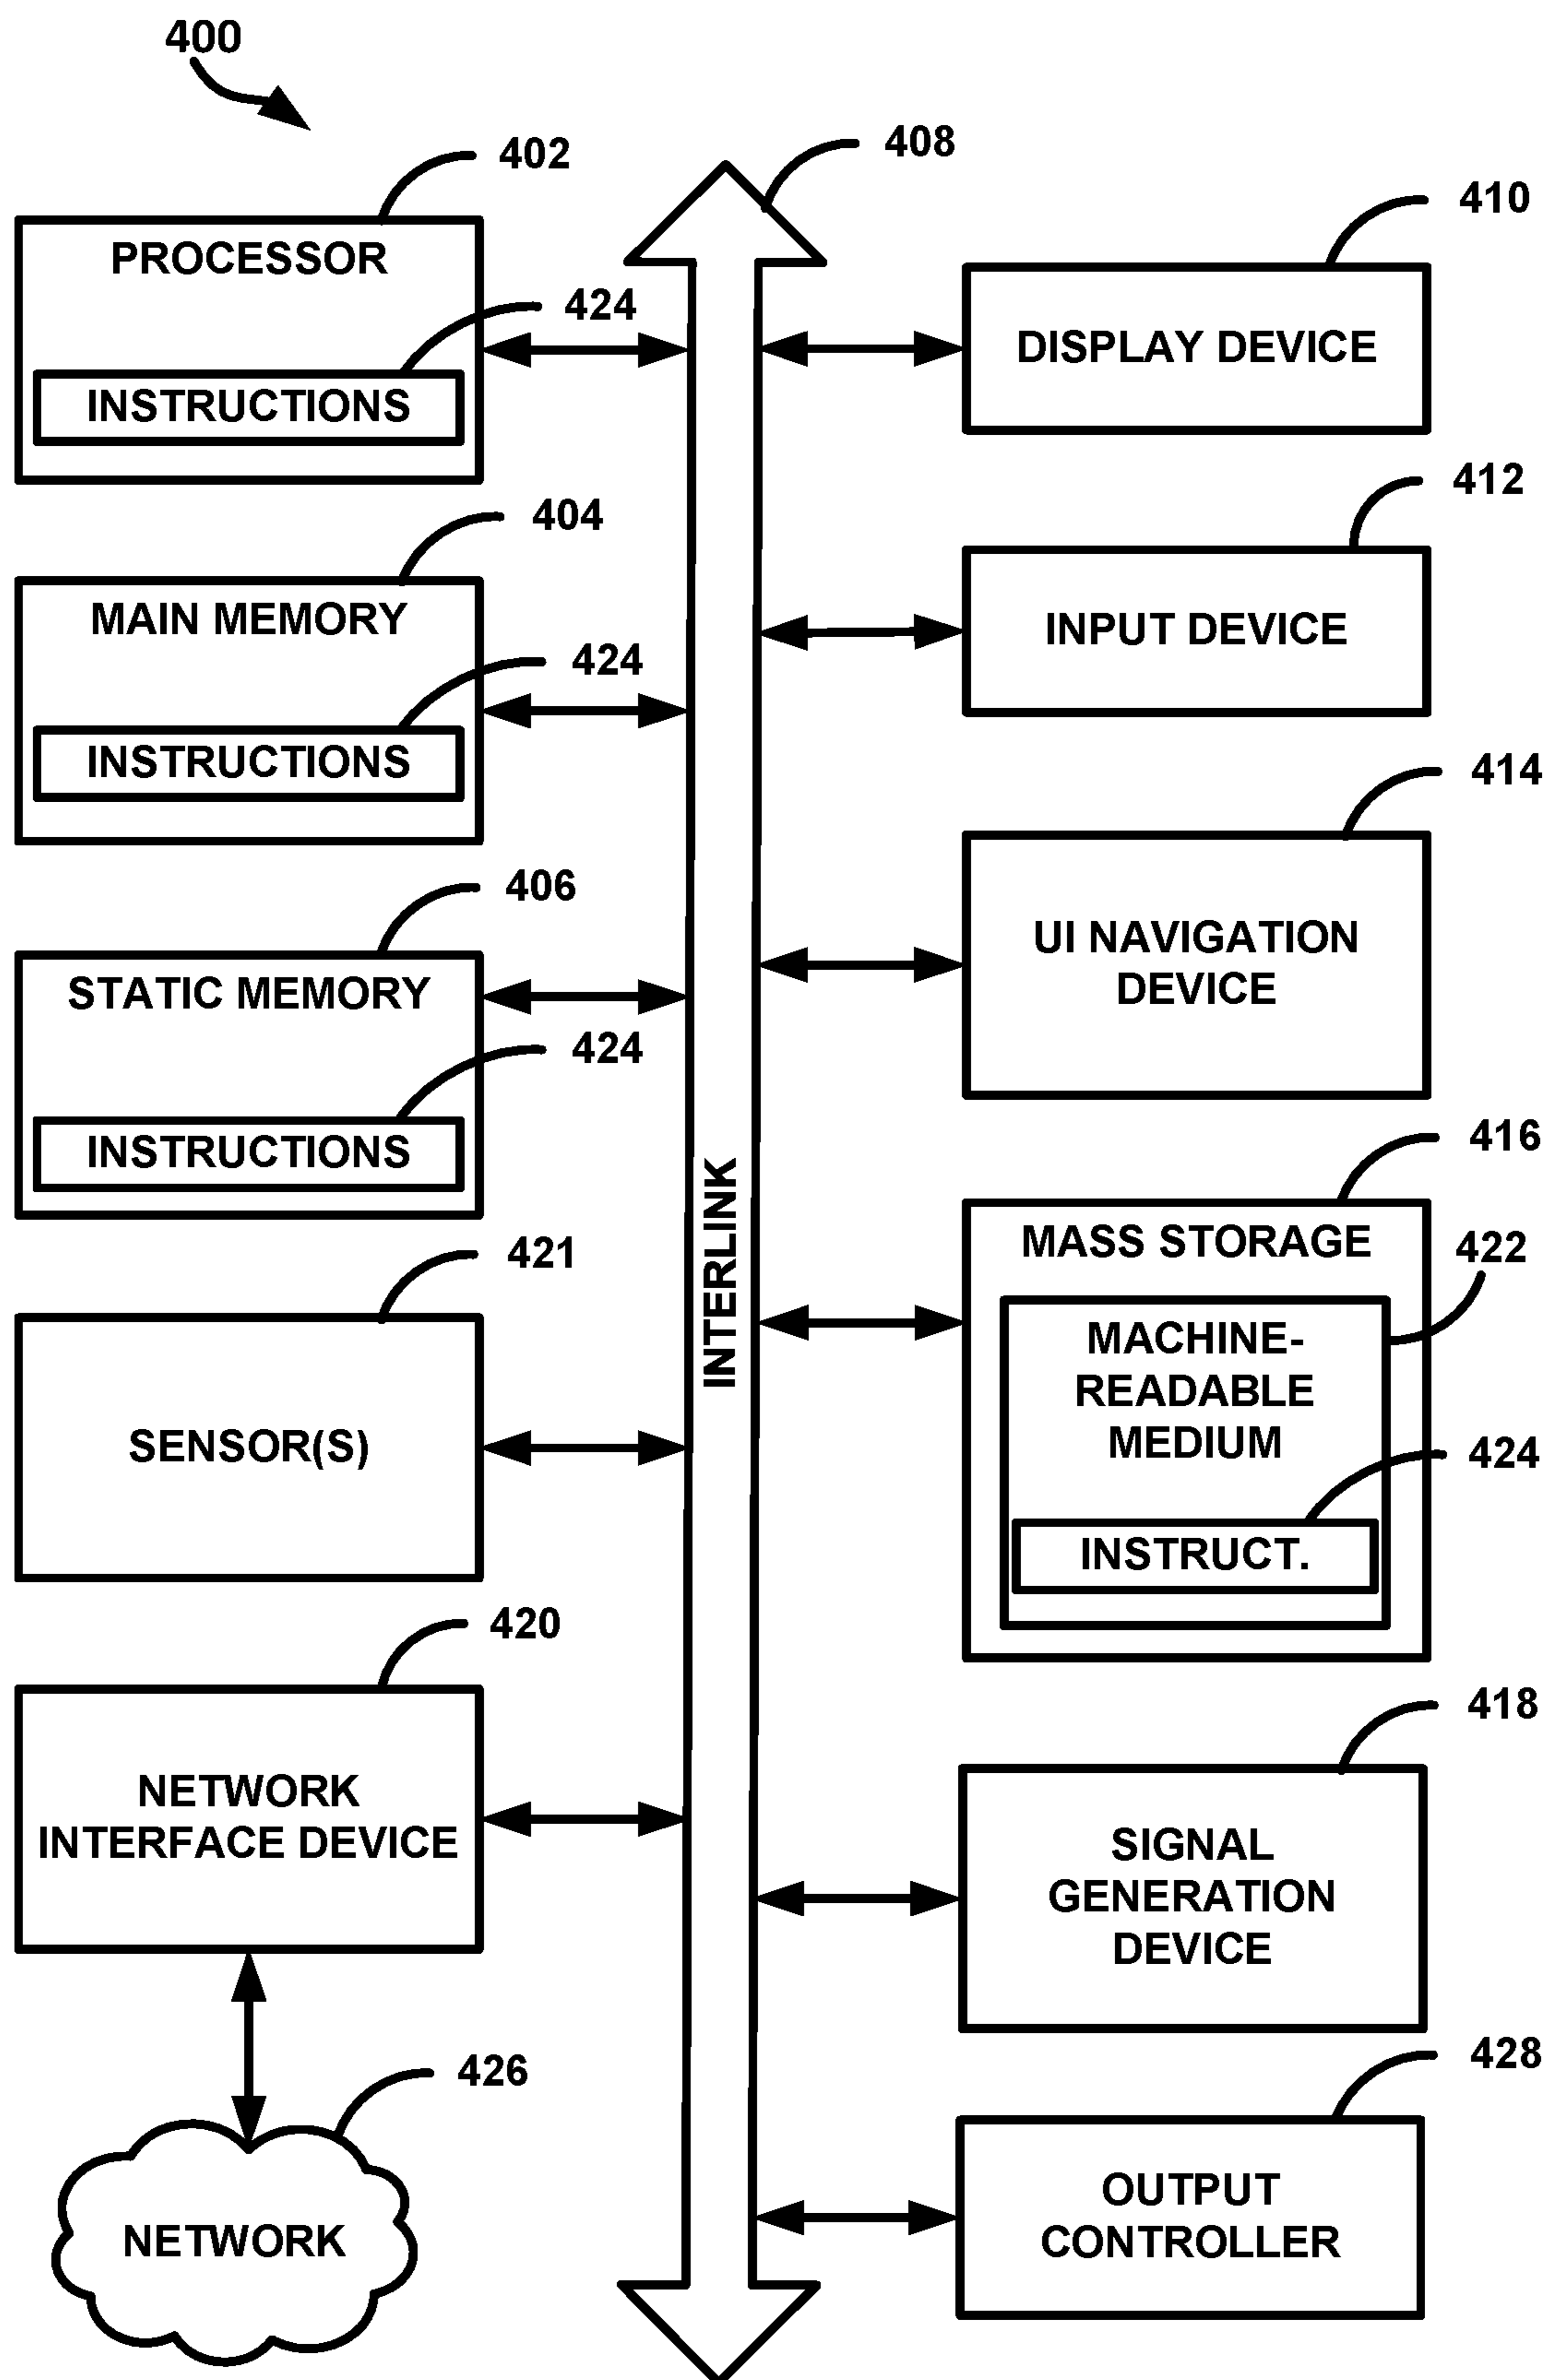 400
402
PROCESSOR
424
INSTRUCTIONS
404
MAIN MEMORY
424
INSTRUCTIONS
406
STATIC MEMORY
424
INSTRUCTIONS
421
SENSOR(S)
420
NETWORK
INTERFACE DEVICE
426
NETWORK
408
INTERLINK
410
DISPLAY DEVICE
412
INPUT DEVICE
414
UI NAVIGATION
DEVICE
416
MASS STORAGE
422
MACHINE-
READABLE
MEDIUM
424
INSTRUCT.
418
SIGNAL
GENERATION
DEVICE
428
OUTPUT
CONTROLLER